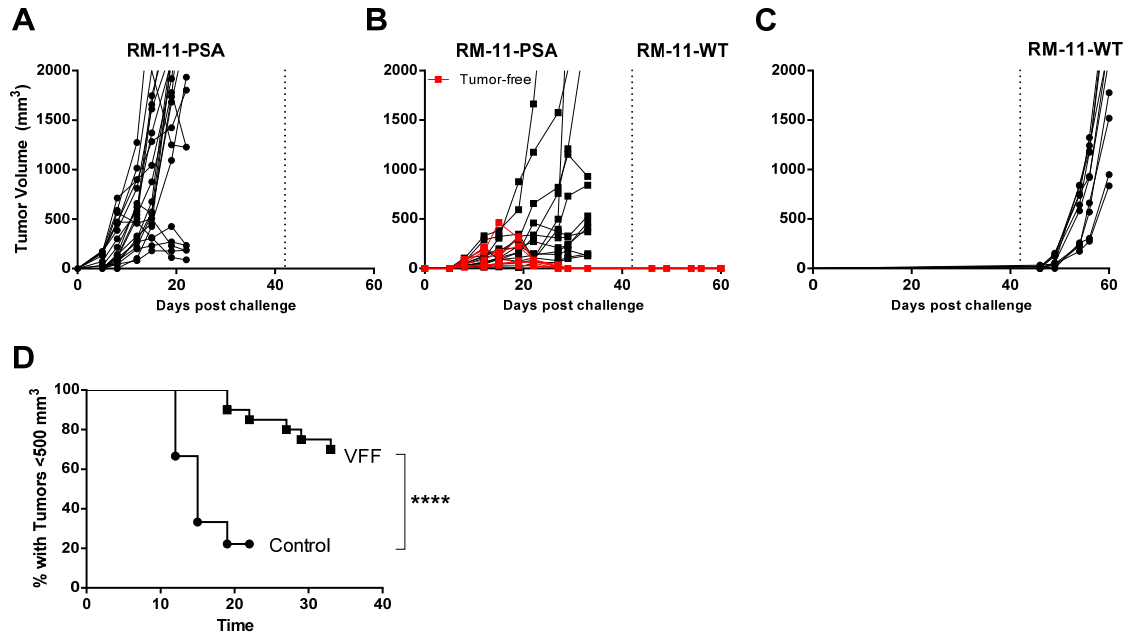 A
B
C
RM-11-PSA
RM-11-PSA
RM-11-WT
RM-11-WT
Tumor Volume (mm³)
2000
1500
1000
500
0
0
20
40
60
Days post challenge
Tumor-free
2000
1500
1000
500
0
0
20
40
60
Days post challenge
2000
1500
1000
500
0
0
20
40
60
Days post challenge
D
% with Tumors <500 mm³
100
80
60
40
20
0
0
10
20
30
40
Time
VFF
Control
****